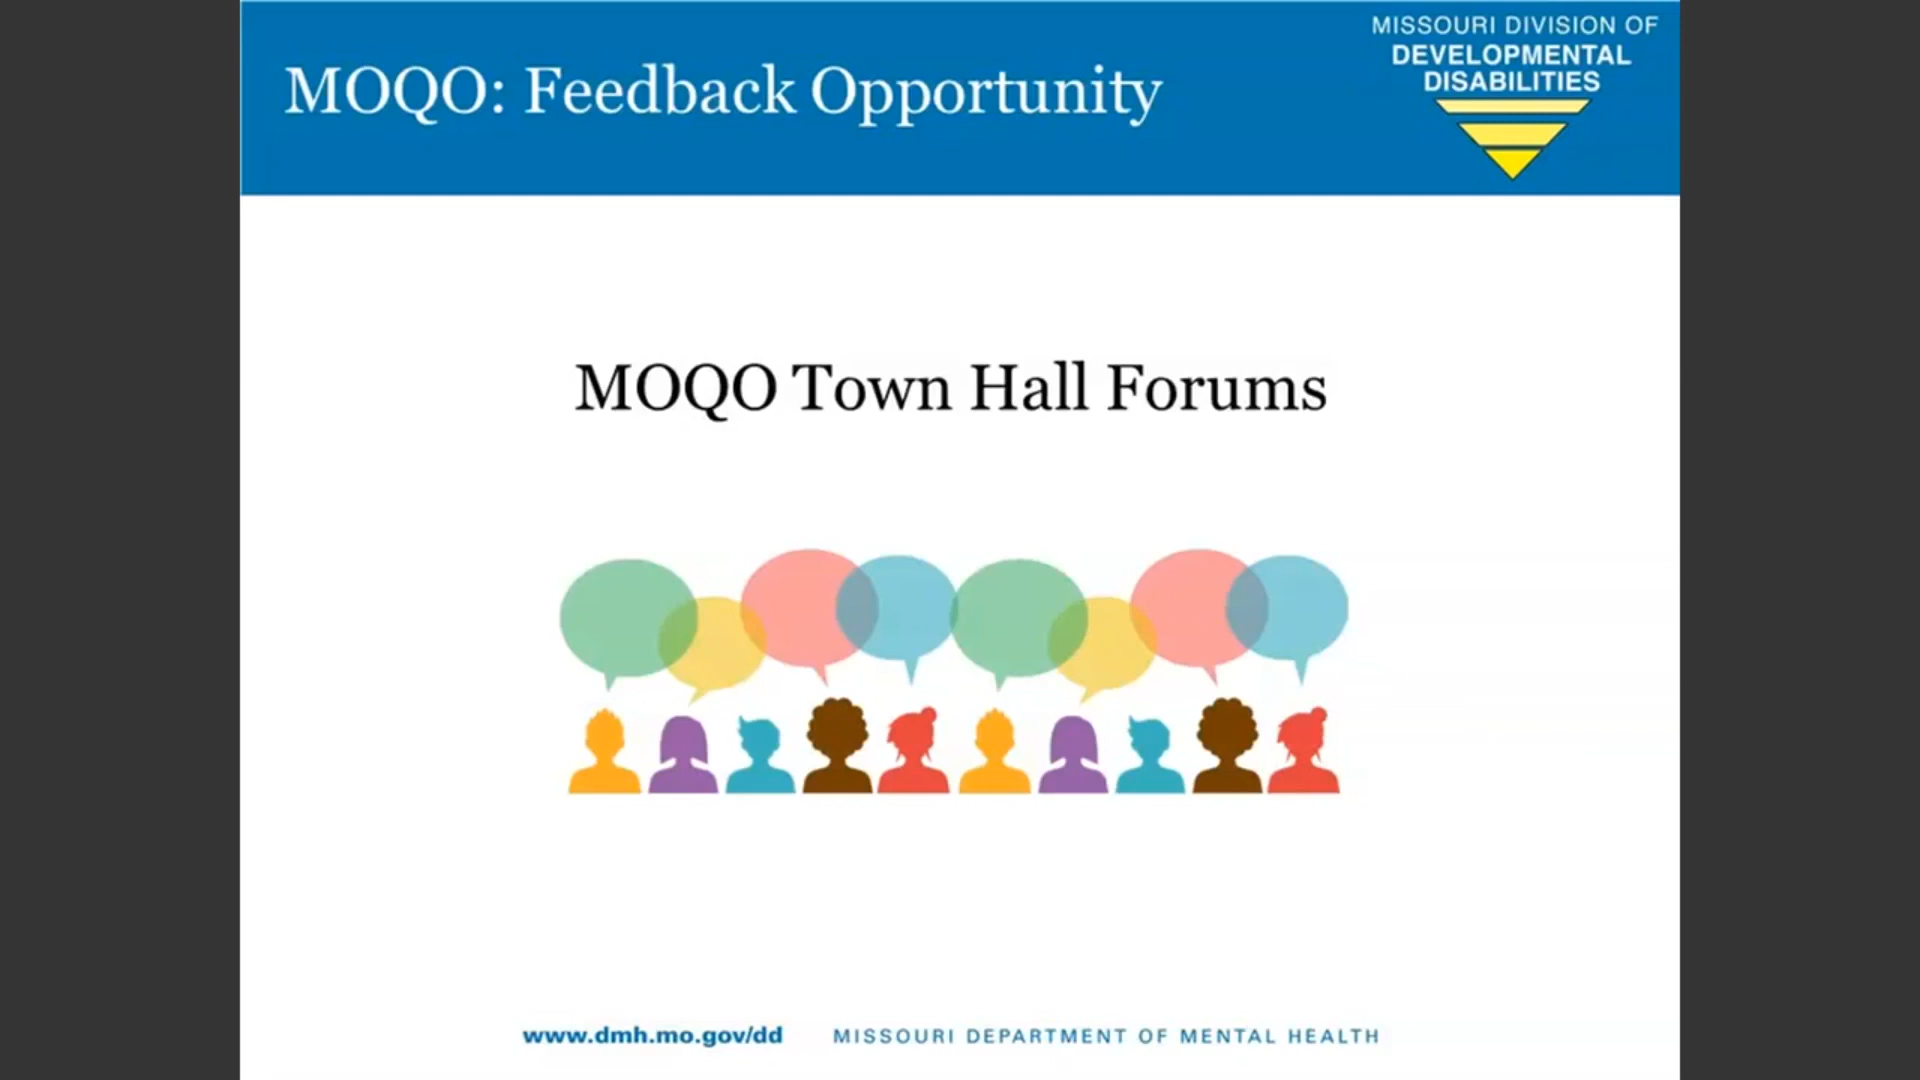 MOQO: Feedback Opportunity
MISSOURI DIVISION OF
DEVELOPMENTAL
DISABILITIES
MOQO Town Hall Forums
www.dmh.mo.gov/dd MISSOURI DEPARTMENT OF MENTAL HEALTH